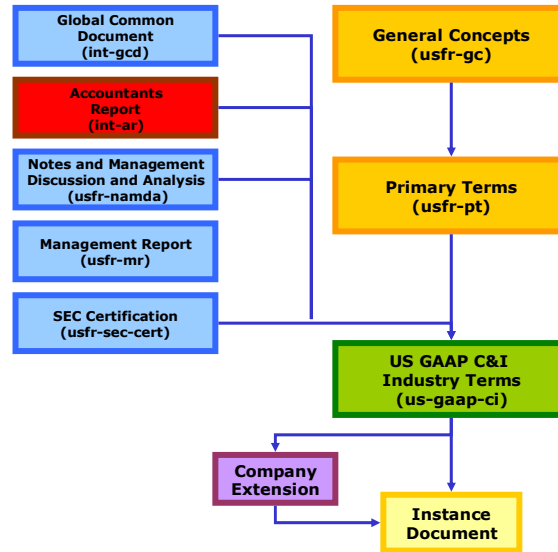 Global Common
Document
(int-gcd)
Accountants
Report
(int-ar)
Notes and Management
Discussion and Analysis
(usfr-namda)
Management Report
(usfr-mr)
SEC Certification
(usfr-sec-cert)
General Concepts
(usfr-gc)
Primary Terms
(usfr-pt)
US GAAP C&I
Industry Terms
(us-gaap-ci)
Company
Extension
Instance
Document